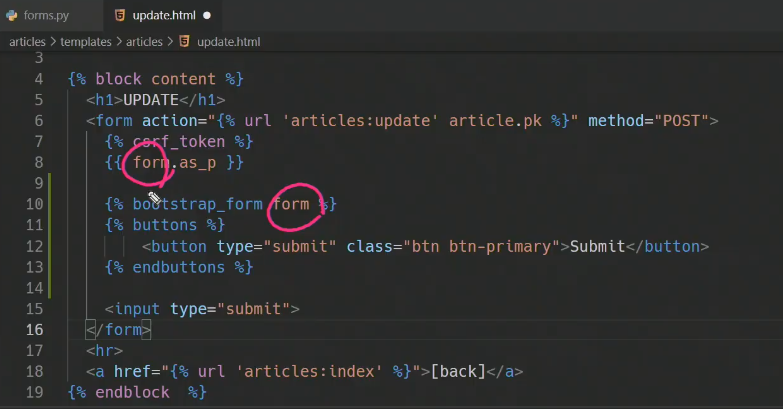 forms.py update.html
articles > templates > articles > update.html
3
4 {% block content %}
5 <h1>UPDATE</h1>
6 <form action="{% url 'articles:update' article.pk %}" method="POST">
7 {% csrf_token %}
8 {{ form.as_p }}
9
10 {% bootstrap_form form %}
11 {% buttons %}
12 <button type="submit" class="btn btn-primary">Submit</button>
13 {% endbuttons %}
14
15 <input type="submit">
16 </form>
17 <hr>
18 <a href="{% url 'articles:index' %}">[back]</a>
19 {% endblock %}